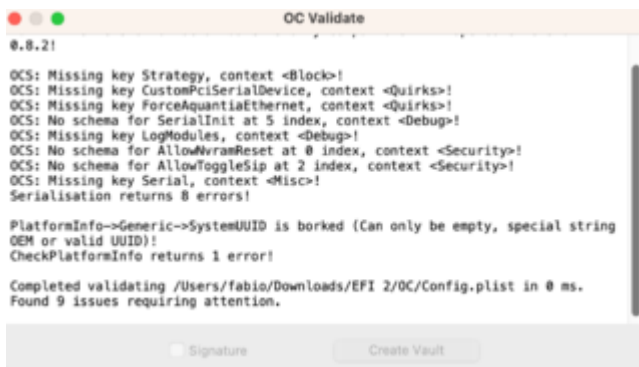 OC Validate
0.8.2!
OCS: Missing key Strategy, context <Block>!
OCS: Missing key CustomPciSerialDevice, context <Quirks>!
OCS: Missing key ForceAquantiaEthernet, context <Quirks>!
OCS: No schema for SerialInit at 5 index, context <Debug>!
OCS: Missing key LogModules, context <Debug>!
OCS: No schema for AllowNvramReset at 0 index, context <Security>!
OCS: No schema for AllowToggleSip at 2 index, context <Security>!
OCS: Missing key Serial, context <Misc>!
Serialisation returns 8 errors!
PlatformInfo->Generic->SystemUUID is borked (Can only be empty, special string
OEM or valid UUID)!
CheckPlatformInfo returns 1 error!
Completed validating /Users/fabio/Downloads/EFI 2/OC/Config.plist in 0 ms.
Found 9 issues requiring attention.
Signature
Create Vault